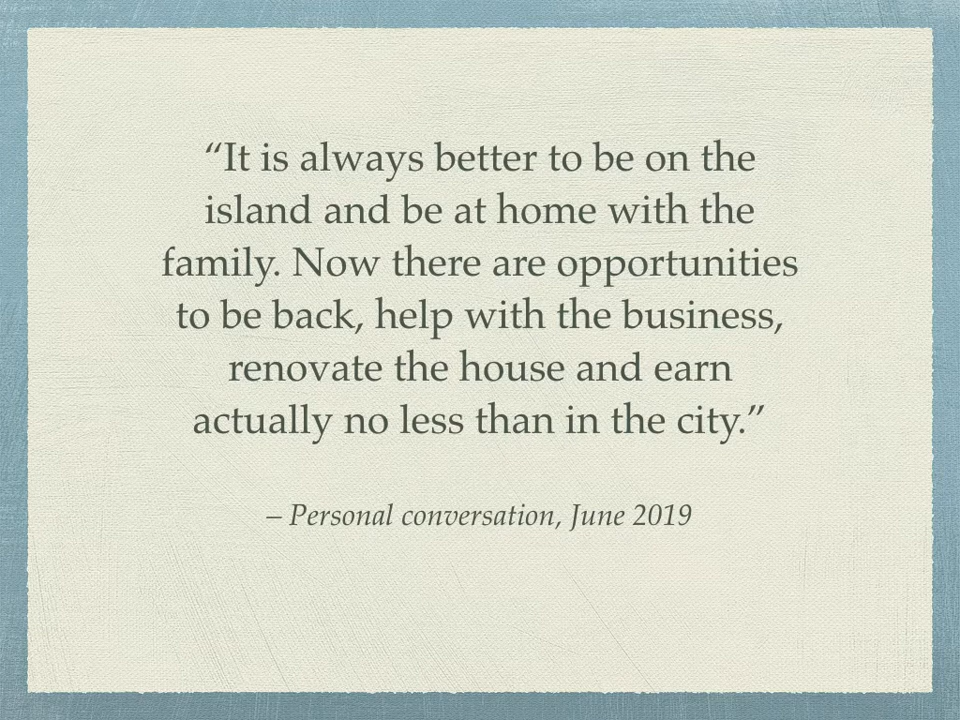 “It is always better to be on the
island and be at home with the
family. Now there are opportunities
to be back, help with the business,
renovate the house and earn
actually no less than in the city.”
– Personal conversation, June 2019